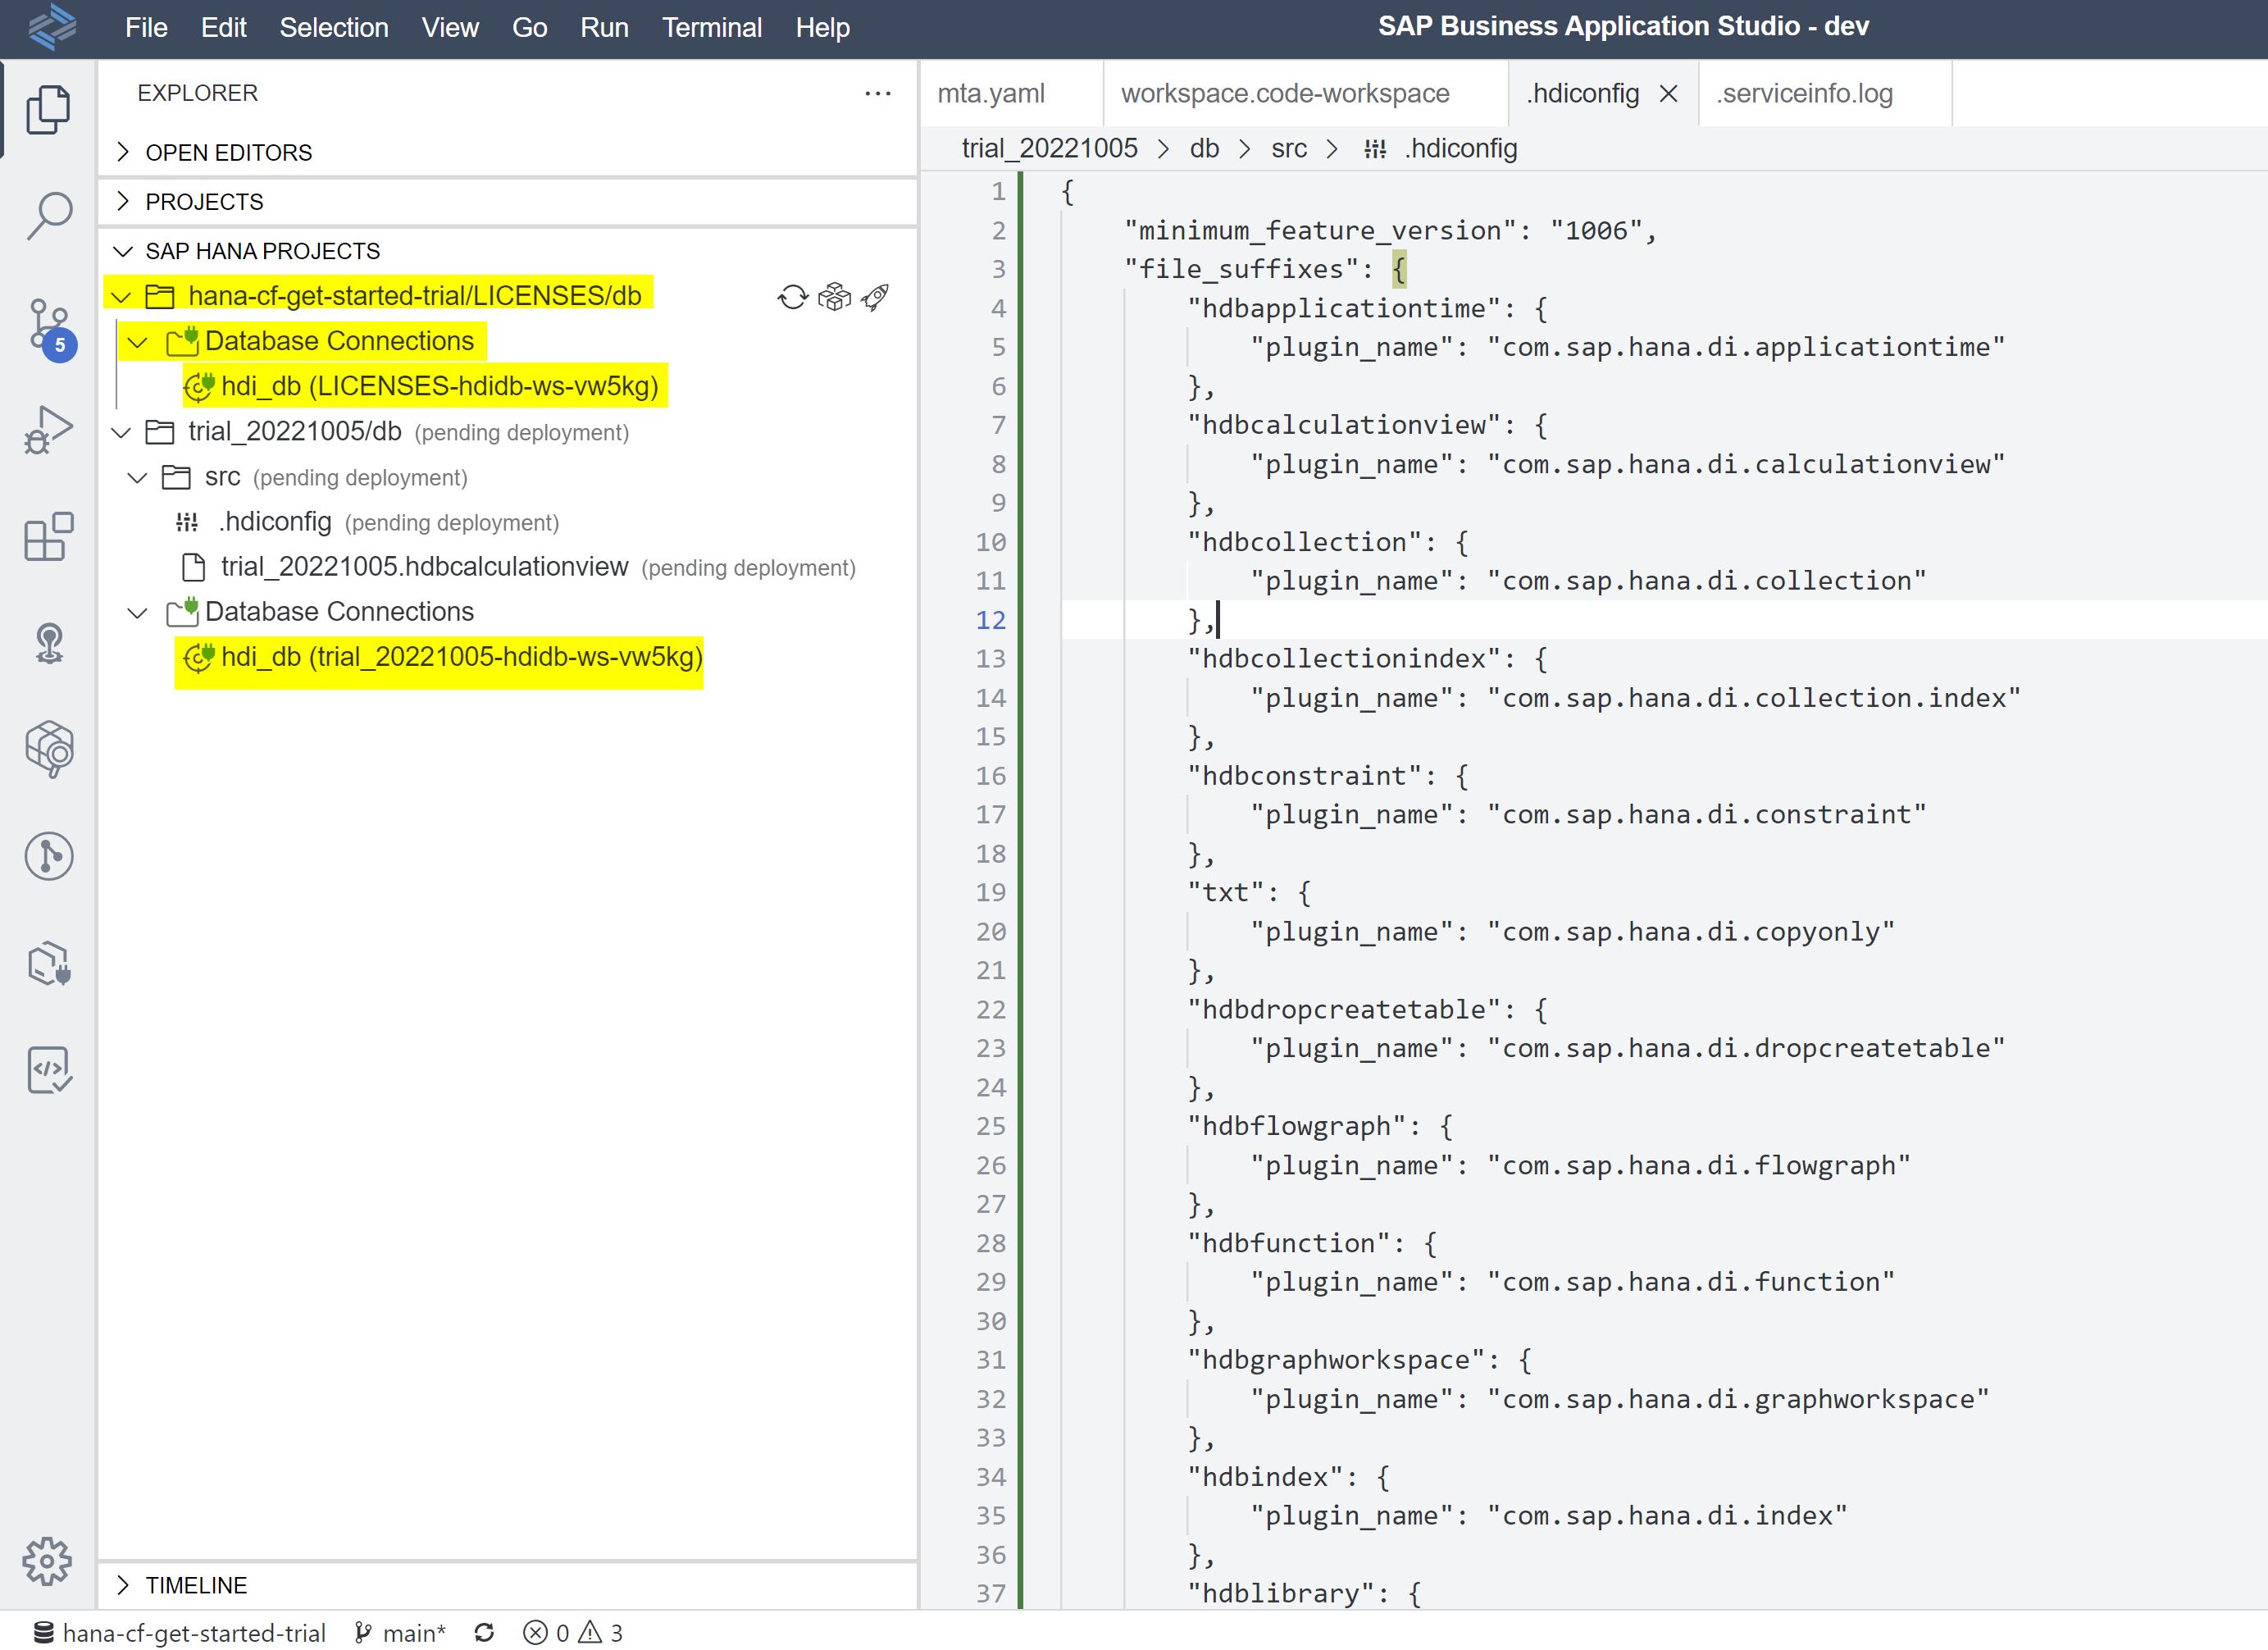 File Edit Selection View Go Run Terminal Help
SAP Business Application Studio - dev
EXPLORER
OPEN EDITORS
PROJECTS
SAP HANA PROJECTS
hana-cf-get-started-trial/LICENSES/db
Database Connections
hdi_db (LICENSES-hdidb-ws-vw5kg)
trial_20221005/db (pending deployment)
src (pending deployment)
.hdiconfig (pending deployment)
trial_20221005.hdbcalculationview (pending deployment)
Database Connections
hdi_db (trial_20221005-hdidb-ws-vw5kg)
TIMELINE
5
mta.yaml workspace.code-workspace .hdiconfig .serviceinfo.log
trial_20221005 > db > src > .hdiconfig
1 {
2 "minimum_feature_version": "1006",
3 "file_suffixes": {
4 "hdbapplicationtime": {
5 "plugin_name": "com.sap.hana.di.applicationtime"
6 },
7 "hdbcalculationview": {
8 "plugin_name": "com.sap.hana.di.calculationview"
9 },
10 "hdbcollection": {
11 "plugin_name": "com.sap.hana.di.collection"
12 },
13 "hdbcollectionindex": {
14 "plugin_name": "com.sap.hana.di.collection.index"
15 },
16 "hdbconstraint": {
17 "plugin_name": "com.sap.hana.di.constraint"
18 },
19 "txt": {
20 "plugin_name": "com.sap.hana.di.copyonly"
21 },
22 "hdbdropcreatetable": {
23 "plugin_name": "com.sap.hana.di.dropcreatetable"
24 },
25 "hdbflowgraph": {
26 "plugin_name": "com.sap.hana.di.flowgraph"
27 },
28 "hdbfunction": {
29 "plugin_name": "com.sap.hana.di.function"
30 },
31 "hdbgraphworkspace": {
32 "plugin_name": "com.sap.hana.di.graphworkspace"
33 },
34 "hdbindex": {
35 "plugin_name": "com.sap.hana.di.index"
36 },
37 "hdblibrary": {
hana-cf-get-started-trial main* 0 3